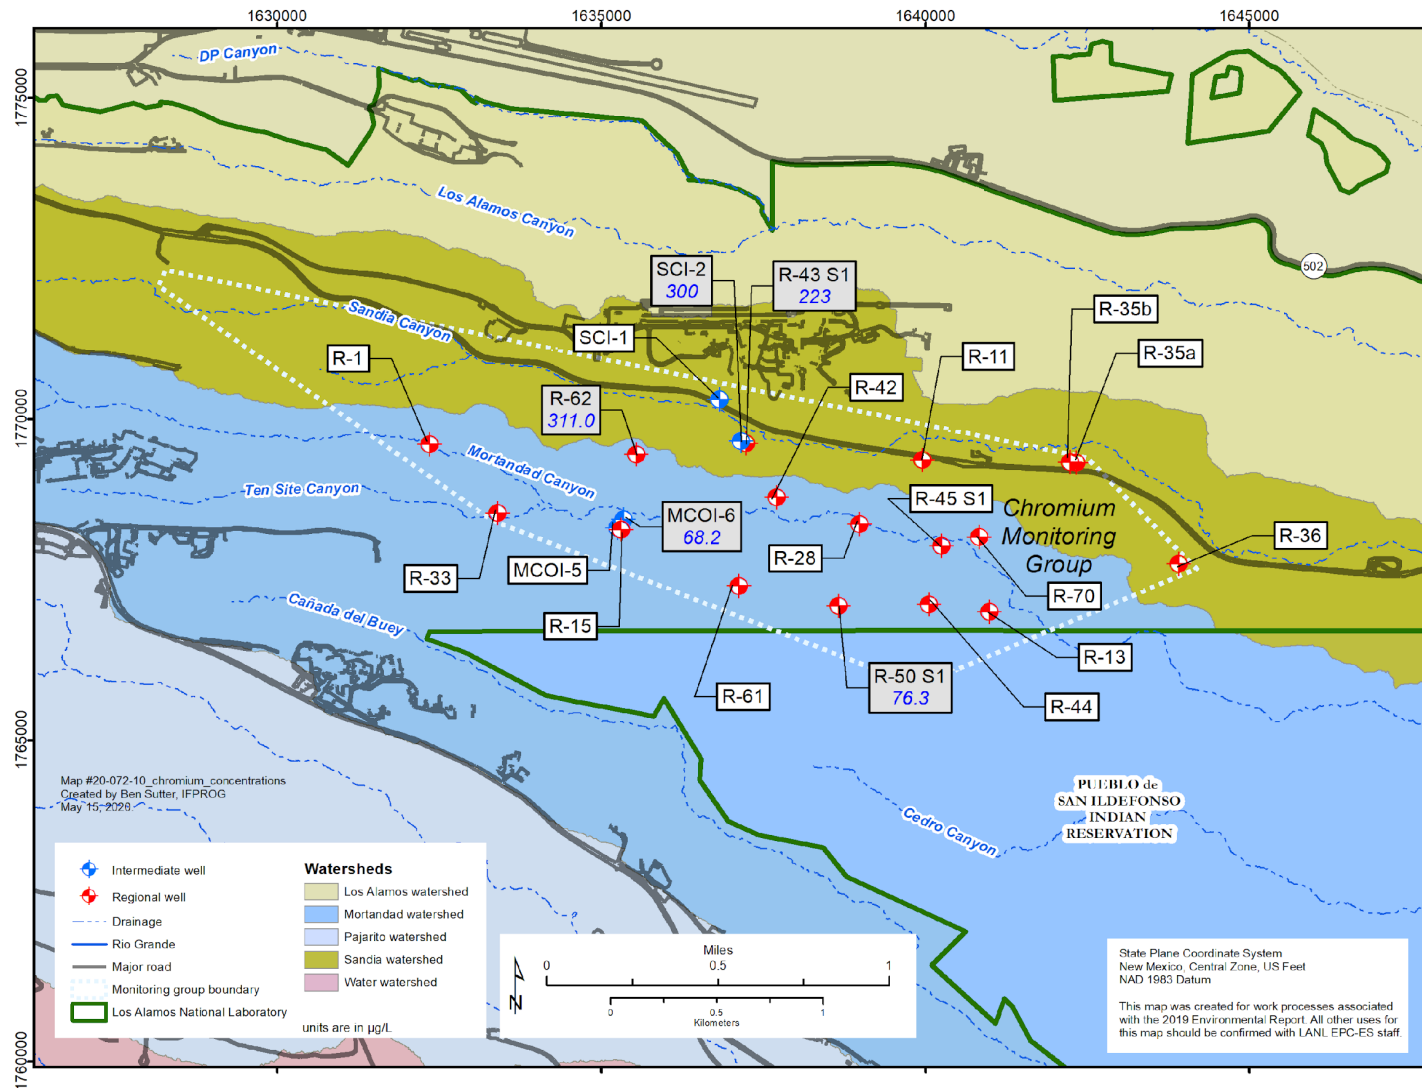 1630000
1635000
1640000
1645000
1775000
1770000
1765000
1760000
DP Canyon
Los Alamos Canyon
502
SCI-2
300
R-43 S1
223
R-35b
Sandia Canyon
SCI-1
R-11
R-35a
R-1
R-42
R-62
311.0
Mortandad Canyon
Ten Site Canyon
R-45 S1
Chromium
Monitoring
Group
MCOI-6
68.2
R-36
R-28
MCOI-5
R-33
R-70
Cañada del Buey
R-15
R-13
R-50 S1
76.3
R-61
R-44
Map #20-072-10_chromium_concentrations
Created by Ben Sutter, IFPROG
May 15, 2020
PUEBLO de
SAN ILDEFONSO
INDIAN
RESERVATION
Cedro Canyon
Intermediate well
Regional well
Drainage
Rio Grande
Major road
Monitoring group boundary
Los Alamos National Laboratory
Watersheds
Los Alamos watershed
Mortandad watershed
Pajarito watershed
Sandia watershed
Water watershed
units are in µg/L
N
Miles
0 0.5 1
0 0.5 1
Kilometers
State Plane Coordinate System
New Mexico, Central Zone, US Feet
NAD 1983 Datum
This map was created for work processes associated
with the 2019 Environmental Report. All other uses for
this map should be confirmed with LANL EPC-ES staff.